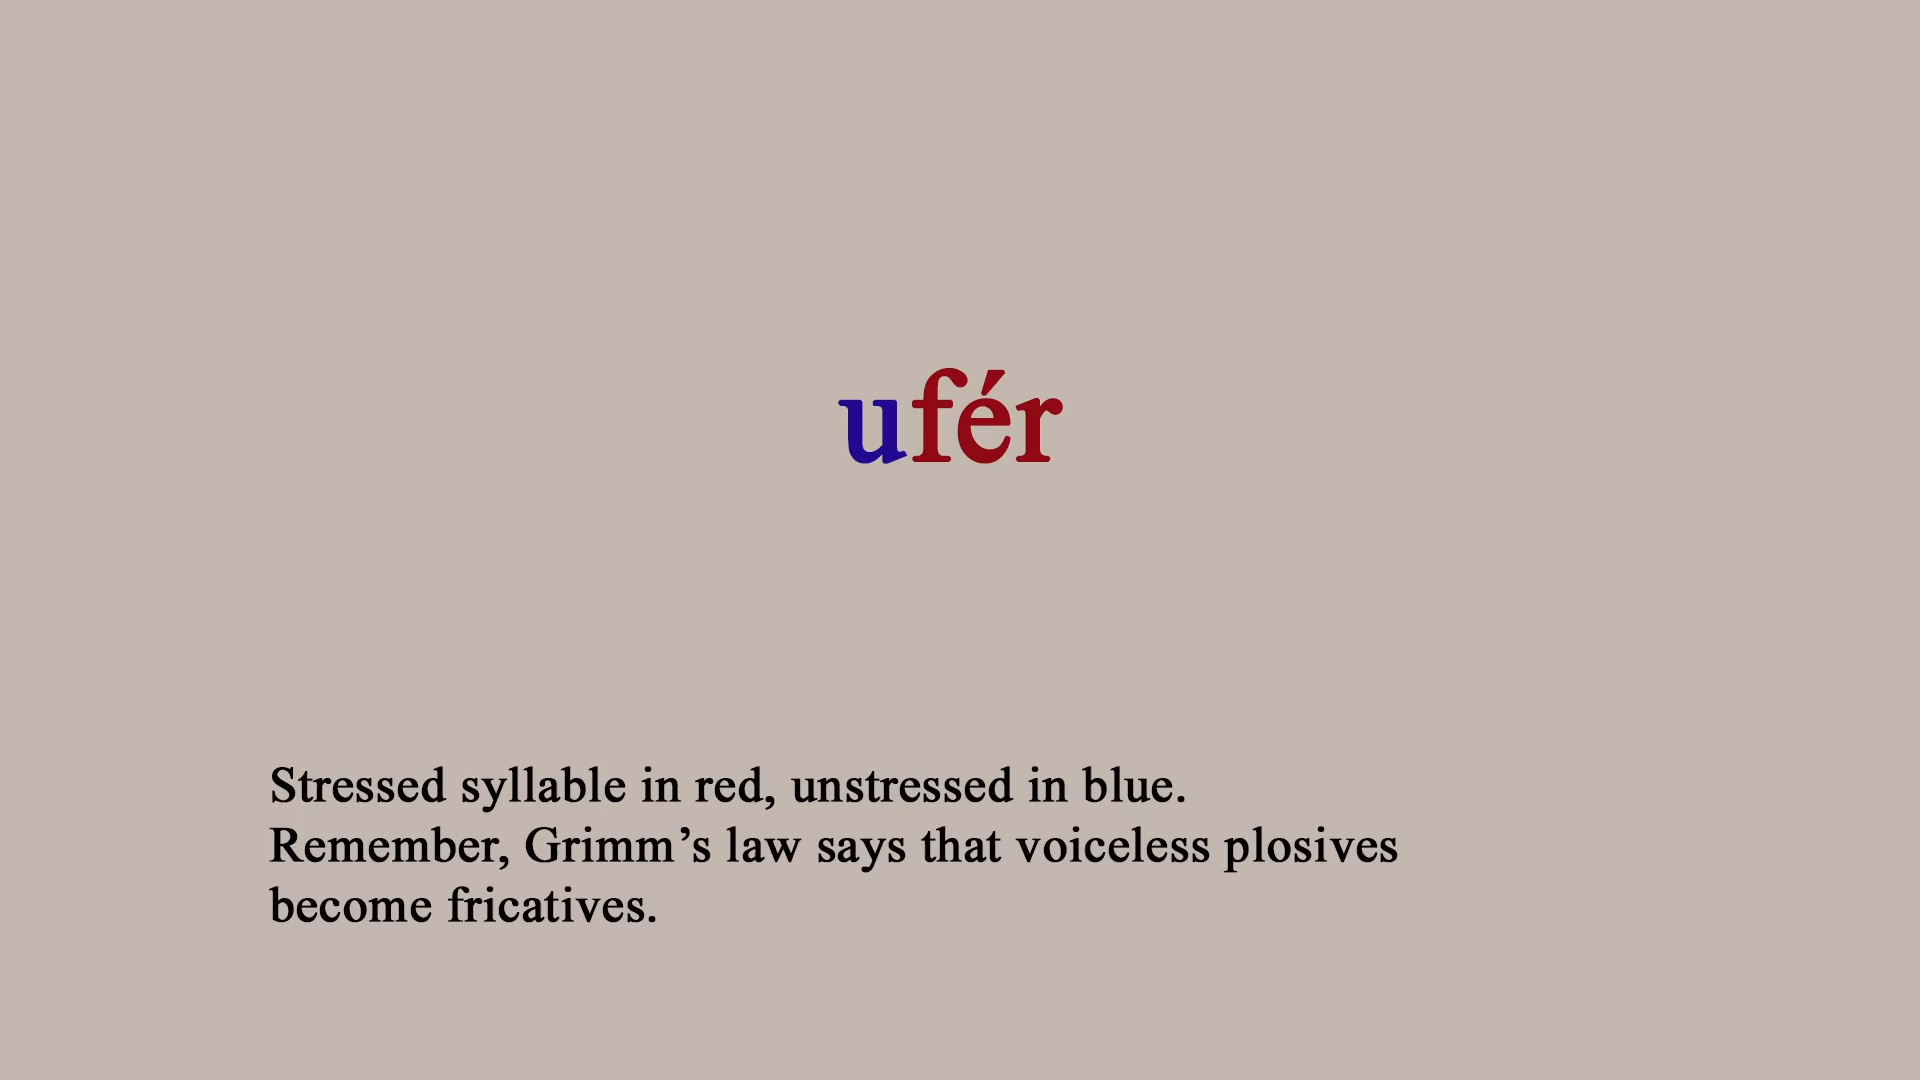 ufér
Stressed syllable in red, unstressed in blue.
Remember, Grimm’s law says that voiceless plosives
become fricatives.